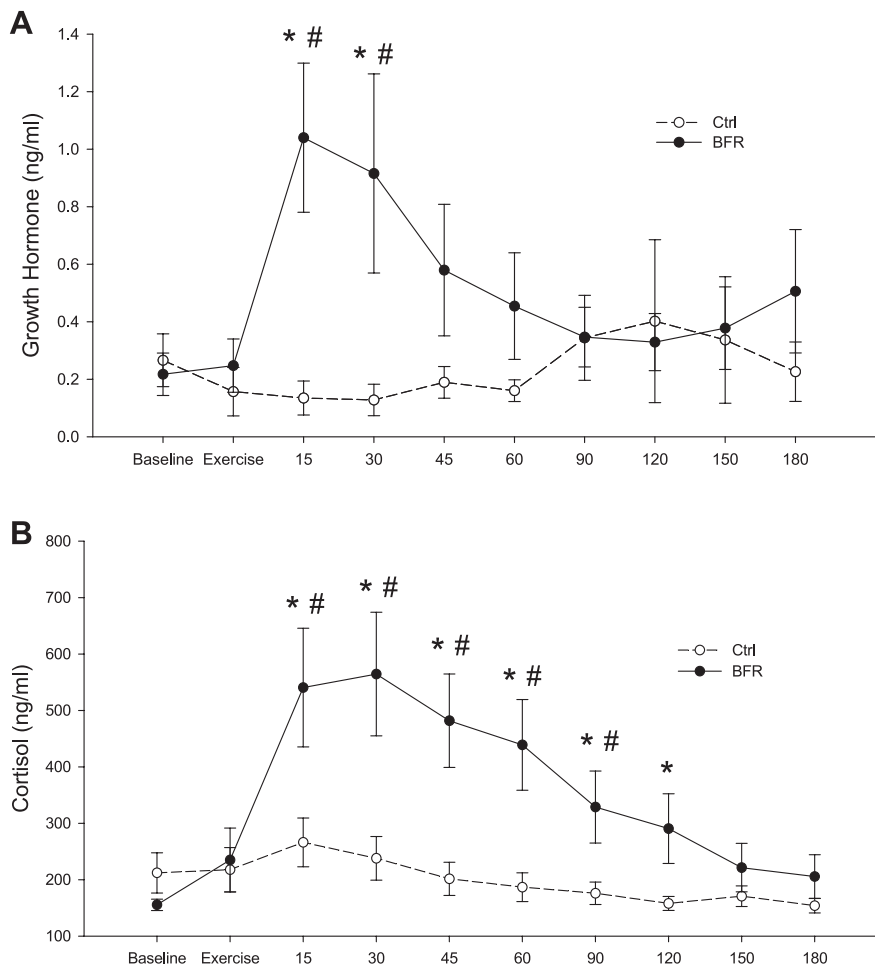 A
1.4
* #
* #
1.2
Ctrl
BFR
1.0
0.8
0.6
0.4
0.2
0.0
Growth Hormone (ng/ml)
Baseline Exercise 15 30 45 60 90 120 150 180
B
800
700
* #
* #
600
* #
* #
Ctrl
BFR
500
* #
*
400
300
200
100
Cortisol (ng/ml)
Baseline Exercise 15 30 45 60 90 120 150 180